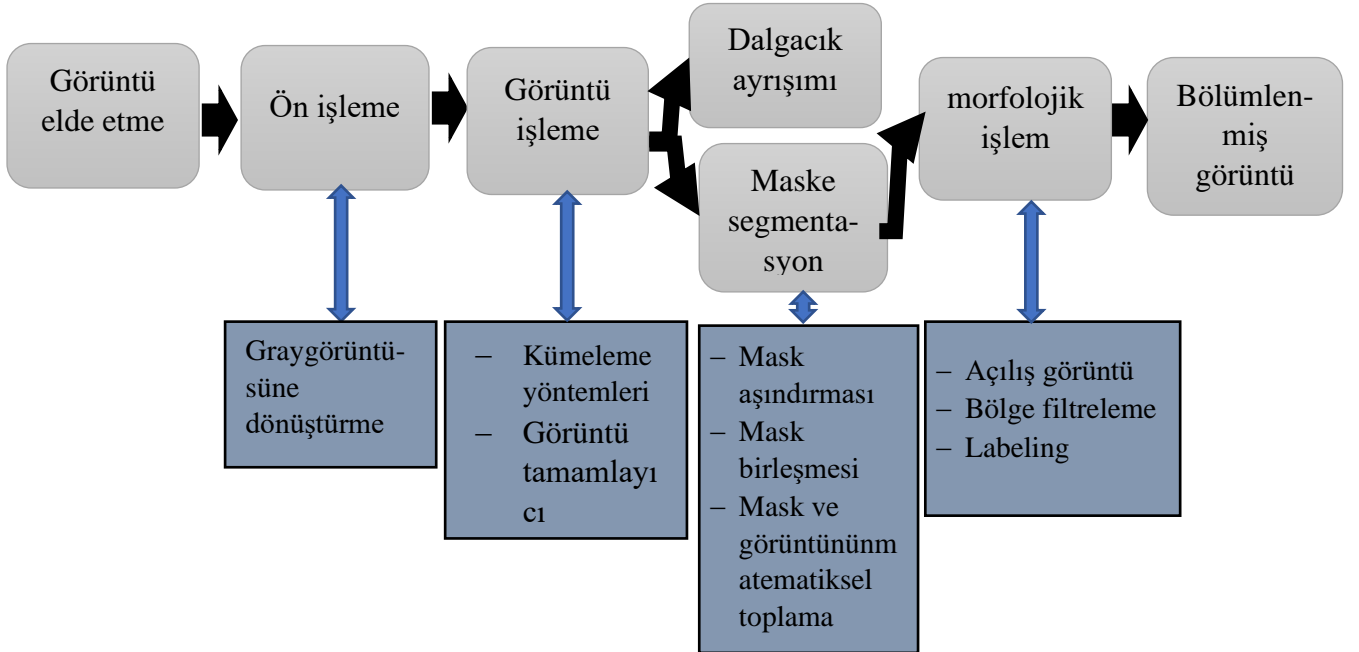 Görüntü
elde etme
Ön işleme
Görüntü
işleme
Dalgacık
ayrışımı
Maske
segmenta-
syon
morfolojik
işlem
Bölümlen-
miş
görüntü
Graygörüntü-
süne
dönüştürme
– Kümeleme
yöntemleri
– Görüntü
tamamlayı
cı
– Mask
aşındırması
– Mask
birleşmesi
– Mask ve
görüntününm
atematiksel
toplama
– Açılış görüntü
– Bölge filtreleme
– Labeling